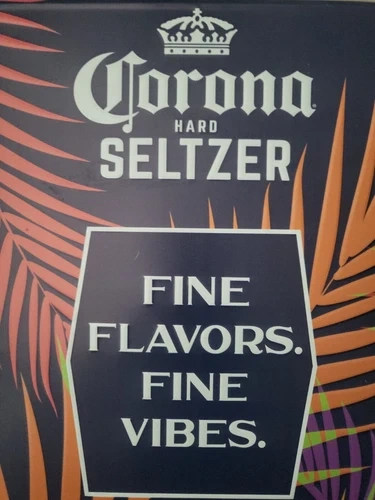 Corona
HARD
SELTZER
FINE
FLAVORS.
FINE
VIBES.